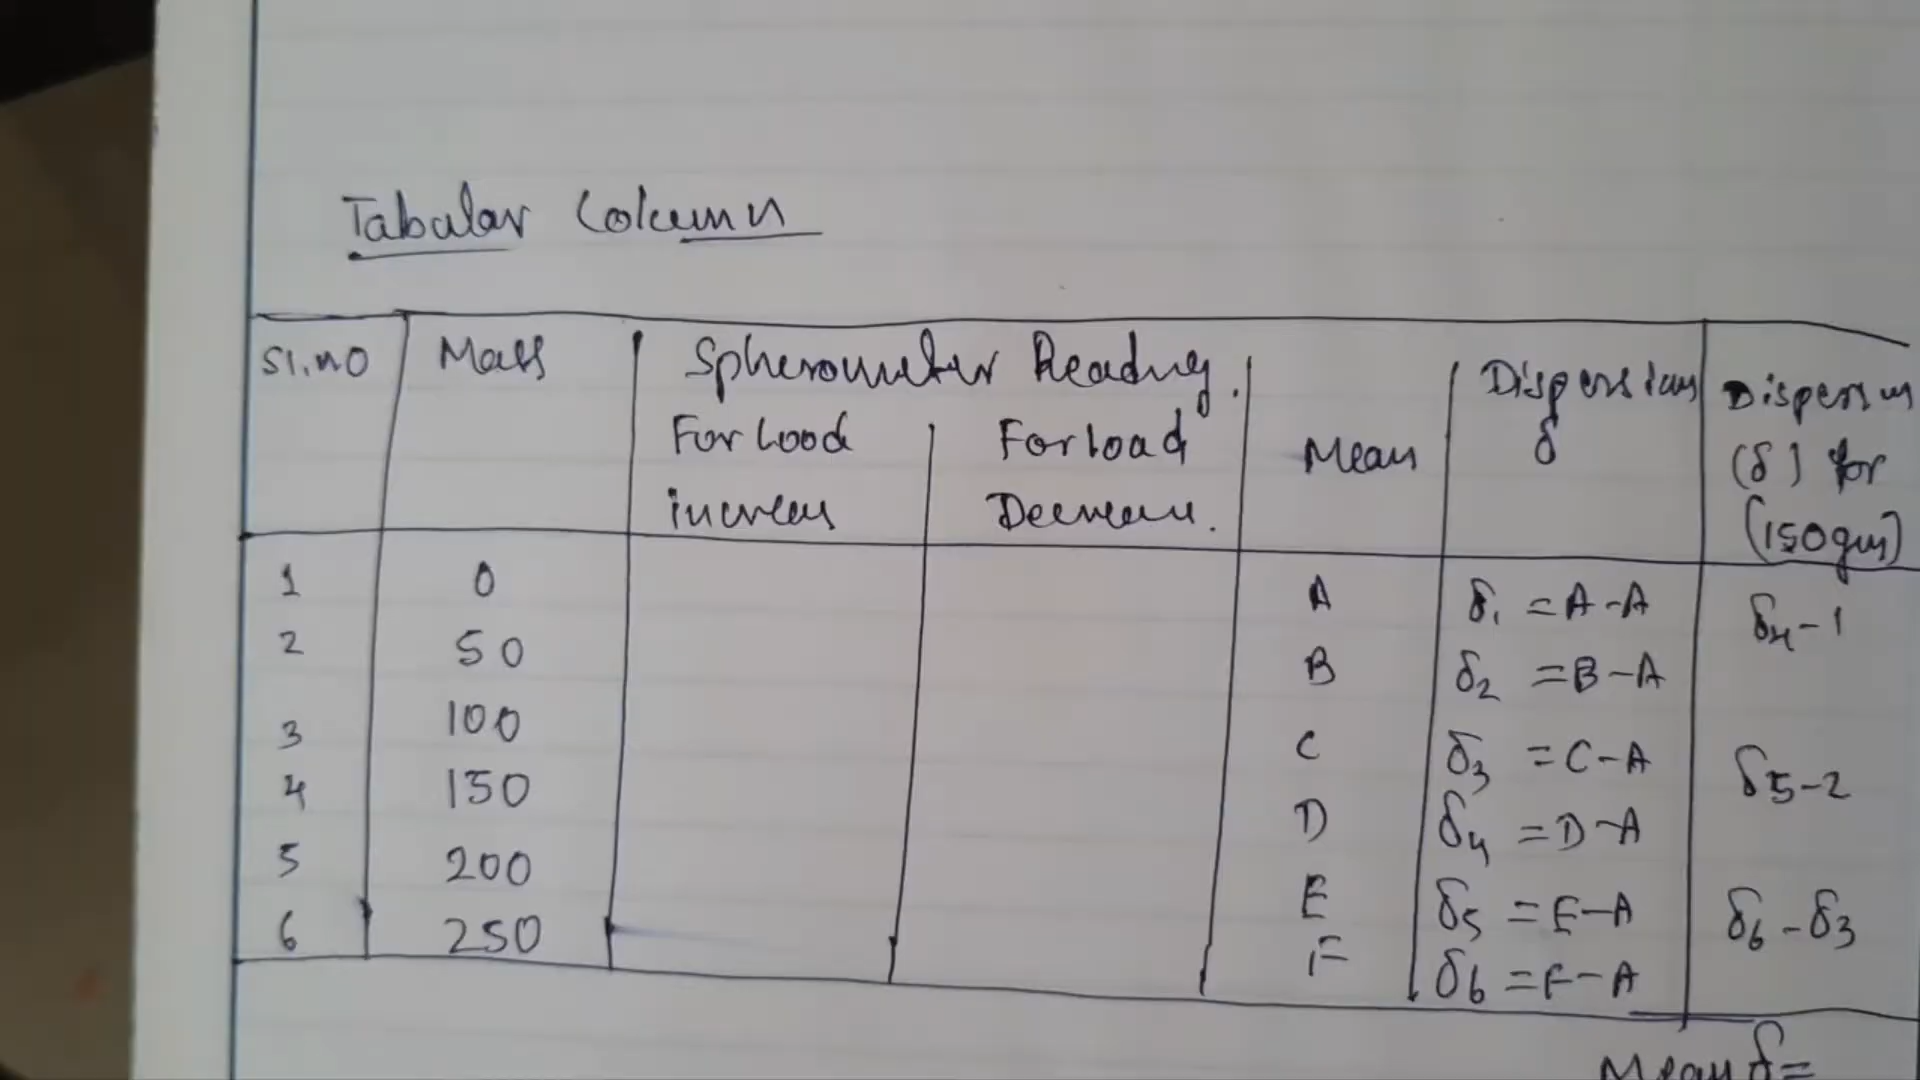 Tabular Column
Sl.no Mass Spherometer Reading. Mean Dispersion δ Dispersion (δ) for (150gm)
For Load increas For load Decrease.
1 0 A δ1 = A-A δ4-1
2 50 B δ2 = B-A
3 100 C δ3 = C-A δ5-2
4 150 D δ4 = D-A
5 200 E δ5 = E-A δ6-δ3
6 250 F δ6 = F-A
Mean δ=